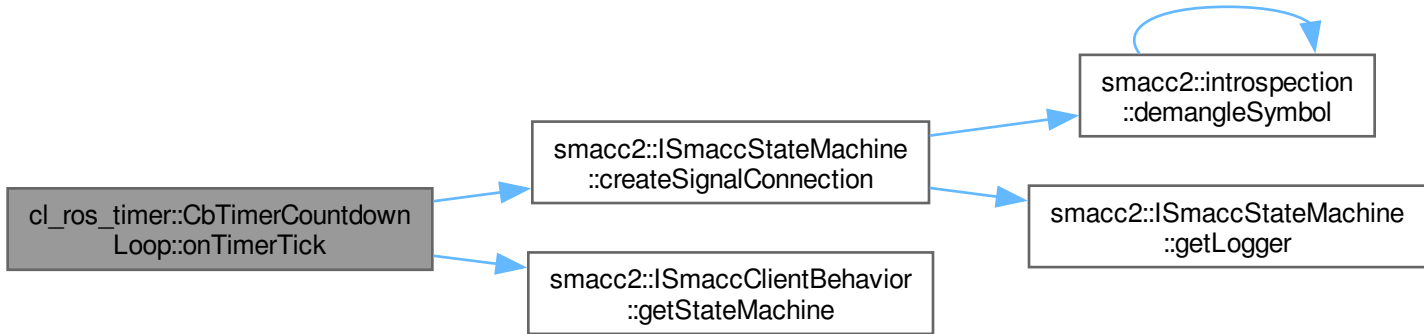 cl_ros_timer::CbTimerCountdown
Loop::onTimerTick
smacc2::ISmaccStateMachine
::createSignalConnection
smacc2::ISmaccClientBehavior
::getStateMachine
smacc2::introspection
::demangleSymbol
smacc2::ISmaccStateMachine
::getLogger